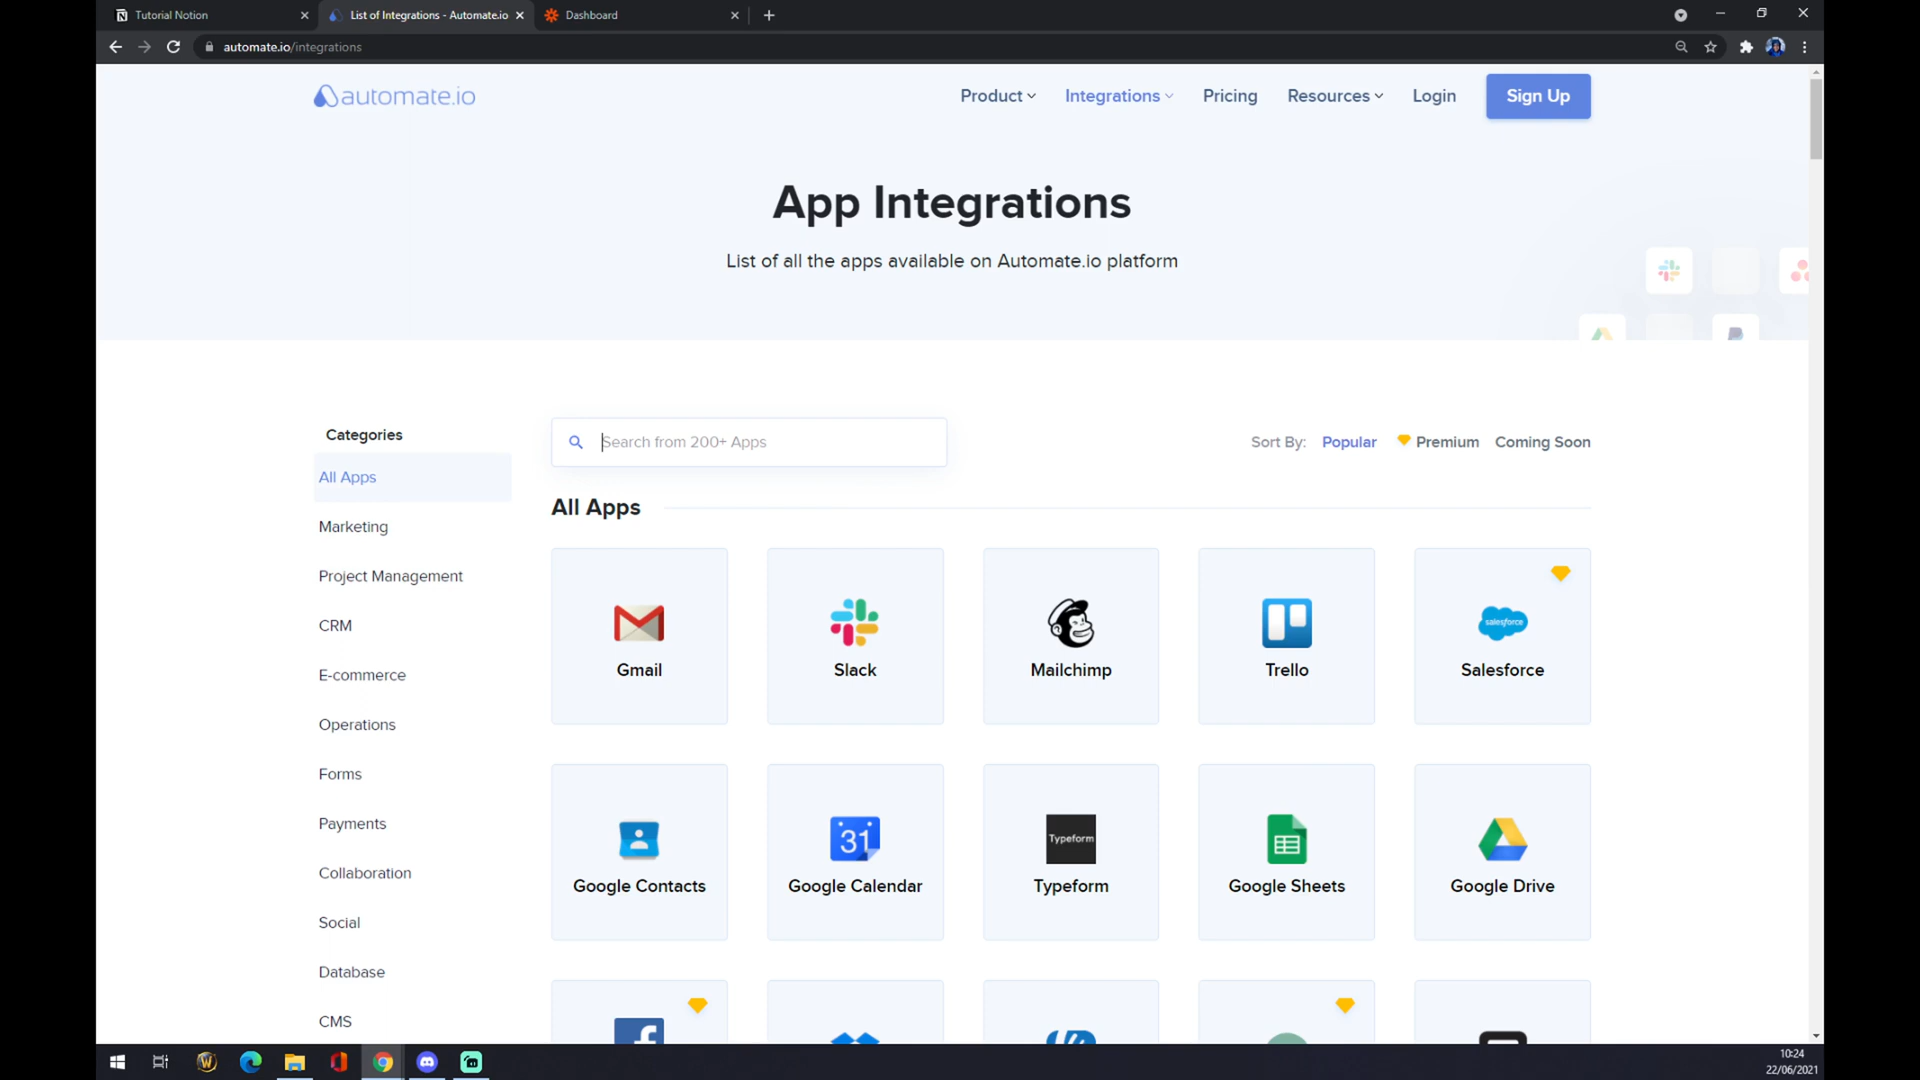 Tutorial Notion
List of Integrations - Automate.io
Dashboard
automate.io/integrations
automate.io
Product
Integrations
Pricing
Resources
Login
Sign Up
App Integrations
List of all the apps available on Automate.io platform
Categories
All Apps
Marketing
Project Management
CRM
E-commerce
Operations
Forms
Payments
Collaboration
Social
Database
CMS
Search from 200+ Apps
Sort By:
Popular
Premium
Coming Soon
All Apps
Gmail
Slack
Mailchimp
Trello
salesforce
Salesforce
Google Contacts
31
Google Calendar
Typeform
Typeform
Google Sheets
Google Drive
10:24
22/06/2021